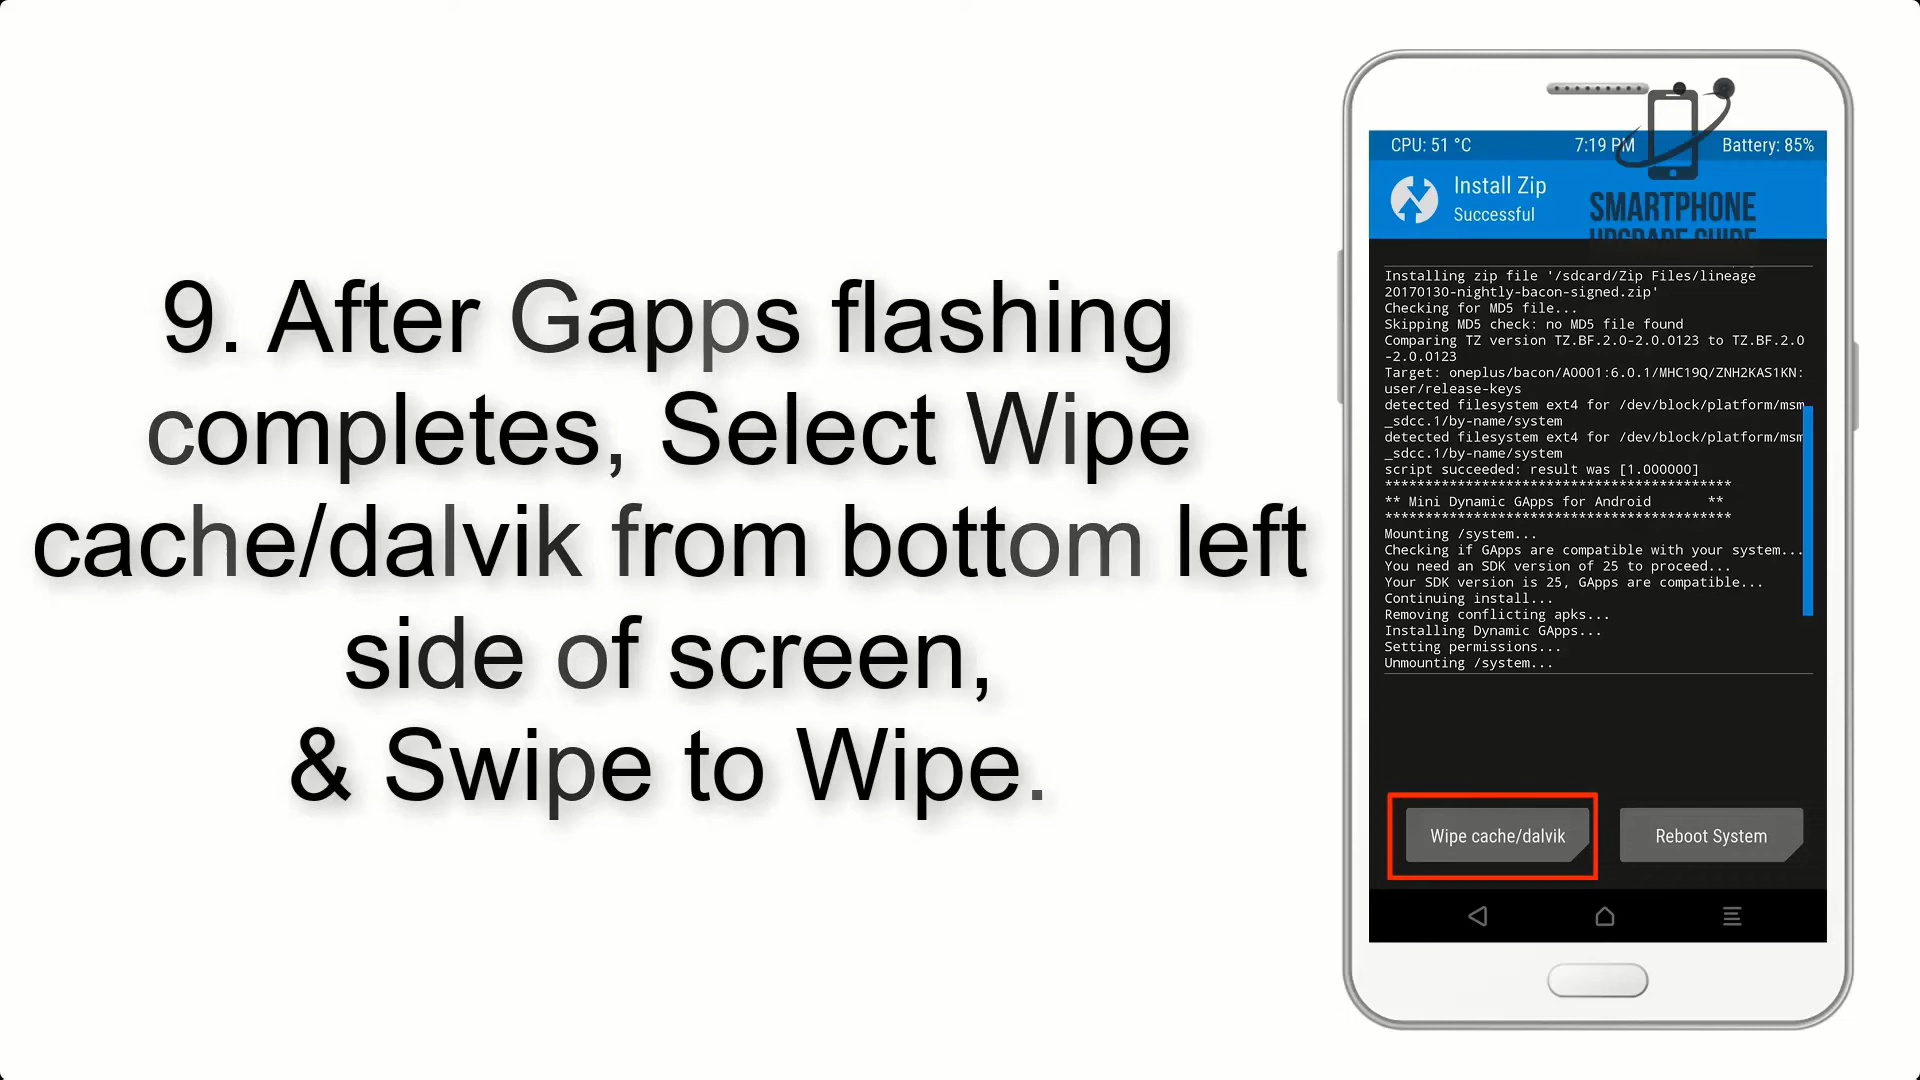 9. After Gapps flashing
completes, Select Wipe
cache/dalvik from bottom left
side of screen,
& Swipe to Wipe.
CPU: 51 °C 7:19 PM Battery: 85%
Install Zip
Successful
SMARTPHONE
UPGRADE GUIDE
Installing zip file '/sdcard/Zip Files/lineage
20170130-nightly-bacon-signed.zip'
Checking for MD5 file...
Skipping MD5 check: no MD5 file found
Comparing TZ version TZ.BF.2.0-2.0.0123 to TZ.BF.2.0
-2.0.0123
Target: oneplus/bacon/A0001:6.0.1/MHC19Q/ZNH2KAS1KN:
user/release-keys
detected filesystem ext4 for /dev/block/platform/msm
_sdcc.1/by-name/system
detected filesystem ext4 for /dev/block/platform/msm
_sdcc.1/by-name/system
script succeeded: result was [1.000000]
*******************************************
** Mini Dynamic GApps for Android **
*******************************************
Mounting /system...
Checking if GApps are compatible with your system...
You need an SDK version of 25 to proceed...
Your SDK version is 25, GApps are compatible...
Continuing install...
Removing conflicting apks...
Installing Dynamic GApps...
Setting permissions...
Unmounting /system...
Wipe cache/dalvik Reboot System